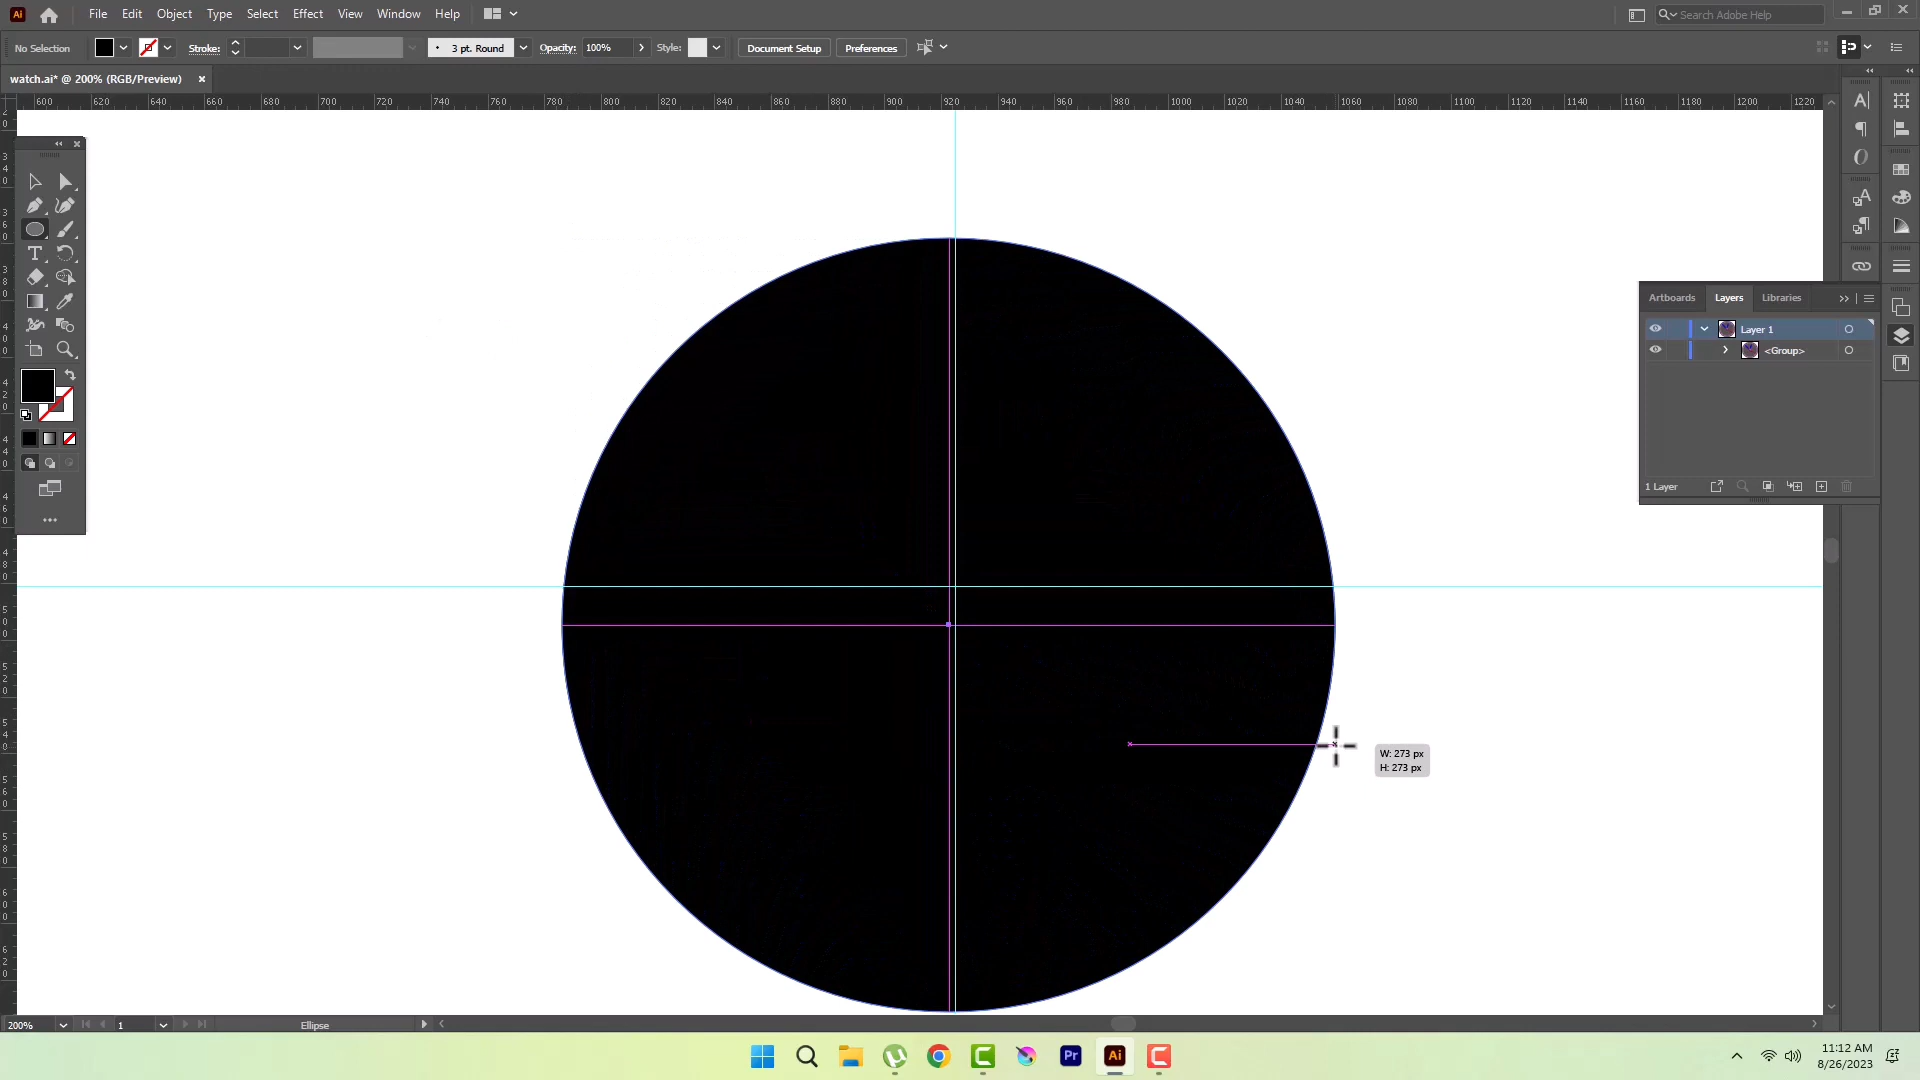 Ai File Edit Object Type Select Effect View Window Help Search Adobe Help
No Selection Stroke: 3 pt. Round Opacity: 100% Style: Document Setup Preferences
watch.ai* @ 200% (RGB/Preview)
600 620 640 660 680 700 720 740 760 780 800 820 840 860 880 900 920 940 960 980 1000 1020 1040 1060 1080 1100 1120 1140 1160 1180 1200 1220
Artboards Layers Libraries
Layer 1
<Group>
1 Layer
W: 273 px
H: 273 px
200% 1 Ellipse
Pr Ai
11:12 AM
8/26/2023